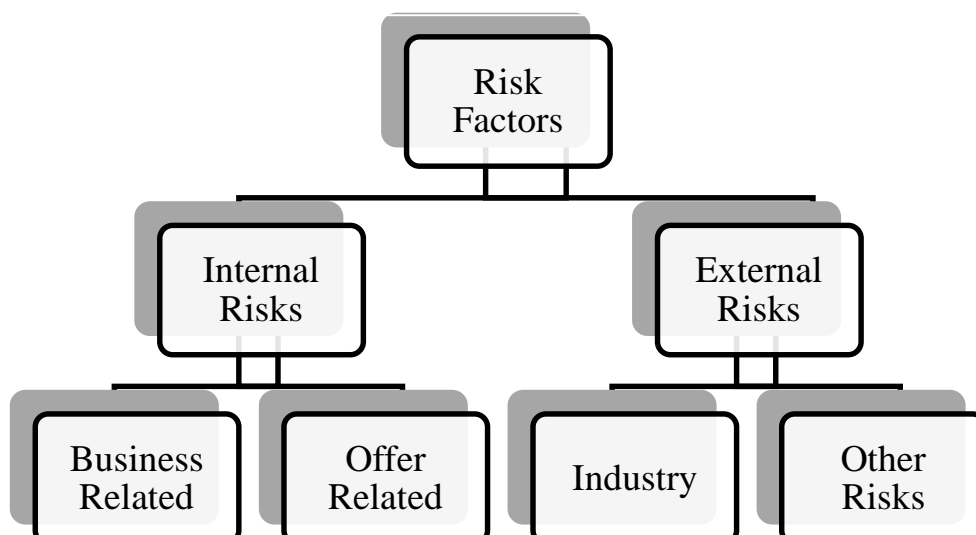 Risk
Factors
Internal
Risks
External
Risks
Business
Related
Offer
Related
Industry
Other
Risks